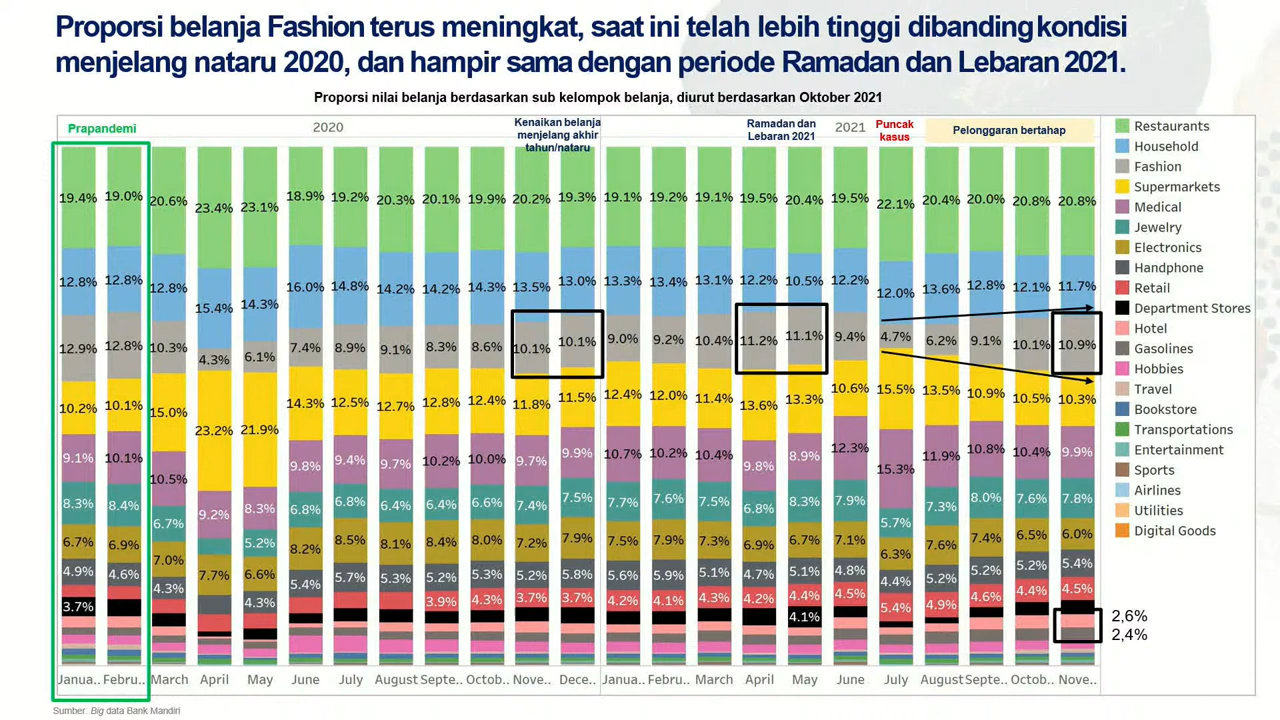 Proporsi belanja Fashion terus meningkat, saat ini telah lebih tinggi dibanding kondisi
menjelang nataru 2020, dan hampir sama dengan periode Ramadan dan Lebaran 2021.
Proporsi nilai belanja berdasarkan sub kelompok belanja, diurut berdasarkan Oktober 2021
Prapandemi
2020
Kenaikan belanja
menjelang akhir
tahun/nataru
Ramadan dan
Lebaran 2021
2021
Puncak
kasus
Pelonggaran bertahap
19.4% 19.0% 20.6% 23.4% 23.1% 18.9% 19.2% 20.3% 20.1% 19.9% 20.2% 19.3% 19.1% 19.2% 19.1% 19.5% 20.4% 19.5% 22.1% 20.4% 20.0% 20.8% 20.8%
12.8% 12.8% 12.8% 15.4% 14.3% 16.0% 14.8% 14.2% 14.2% 14.3% 13.5% 13.0% 13.3% 13.4% 13.1% 12.2% 10.5% 12.2% 12.0% 13.6% 12.8% 12.1% 11.7%
12.9% 12.8% 10.3% 4.3% 6.1% 7.4% 8.9% 9.1% 8.3% 8.6% 10.1% 10.1% 9.0% 9.2% 10.4% 11.2% 11.1% 9.4% 4.7% 6.2% 9.1% 10.1% 10.9%
10.2% 10.1% 15.0% 23.2% 21.9% 14.3% 12.5% 12.7% 12.8% 12.4% 11.8% 11.5% 12.4% 12.0% 11.4% 13.6% 13.3% 10.6% 15.5% 13.5% 10.9% 10.5% 10.3%
9.1% 10.1% 10.5% 9.2% 8.3% 9.8% 9.4% 9.7% 10.2% 10.0% 9.7% 9.9% 10.7% 10.2% 10.4% 9.8% 8.9% 12.3% 15.3% 11.9% 10.8% 10.4% 9.9%
8.3% 8.4% 6.7% 5.2% 6.8% 6.8% 6.4% 6.4% 6.6% 7.4% 7.5% 7.7% 7.6% 7.5% 6.8% 8.3% 7.9% 5.7% 7.3% 8.0% 7.6% 7.8%
6.7% 6.9% 7.0% 7.7% 6.6% 8.2% 8.5% 8.1% 8.4% 8.0% 7.2% 7.9% 7.5% 7.9% 7.3% 6.9% 6.7% 7.1% 6.3% 7.6% 7.4% 6.5% 6.0%
4.9% 4.6% 4.3% 4.3% 5.4% 5.7% 5.3% 5.2% 5.3% 5.2% 5.8% 5.6% 5.9% 5.1% 4.7% 5.1% 4.8% 4.4% 5.2% 5.2% 5.2% 5.4%
3.9% 4.3% 3.7% 3.7% 4.2% 4.1% 4.3% 4.2% 4.4% 4.5% 5.4% 4.9% 4.6% 4.4% 4.5%
3.7% 4.1%
2,6%
2,4%
Janua.. Febru.. March April May June July August Septe.. Octob.. Nove.. Dece.. Janua.. Febru.. March April May June July August Septe.. Octob.. Nove..
Restaurants
Household
Fashion
Supermarkets
Medical
Jewelry
Electronics
Handphone
Retail
Department Stores
Hotel
Gasolines
Hobbies
Travel
Bookstore
Transportations
Entertainment
Sports
Airlines
Utilities
Digital Goods
Sumber: Big data Bank Mandiri